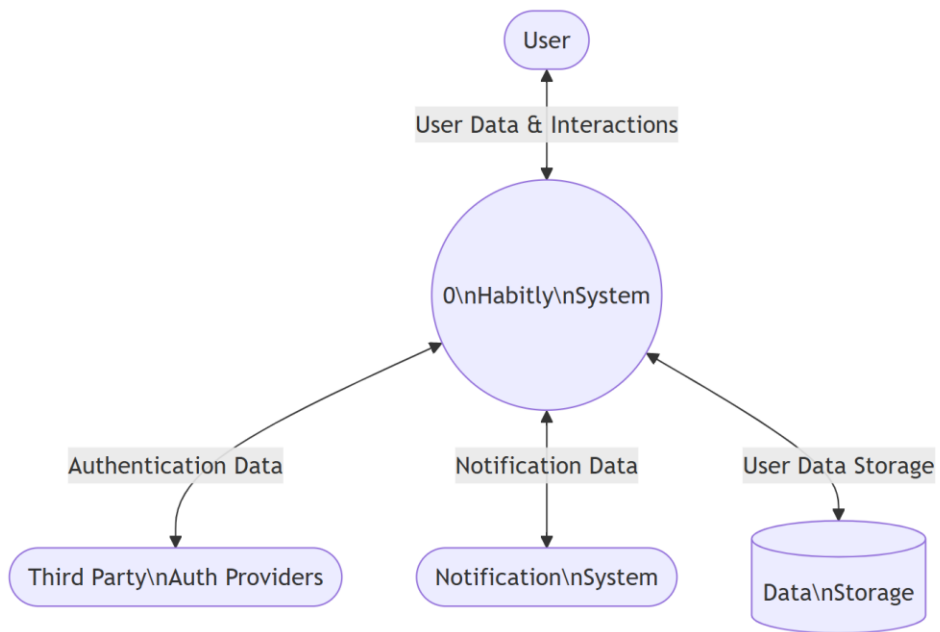 User
User Data & Interactions
0\nHabitly\nSystem
Authentication Data
Notification Data
User Data Storage
Third Party\nAuth Providers
Notification\nSystem
Data\nStorage